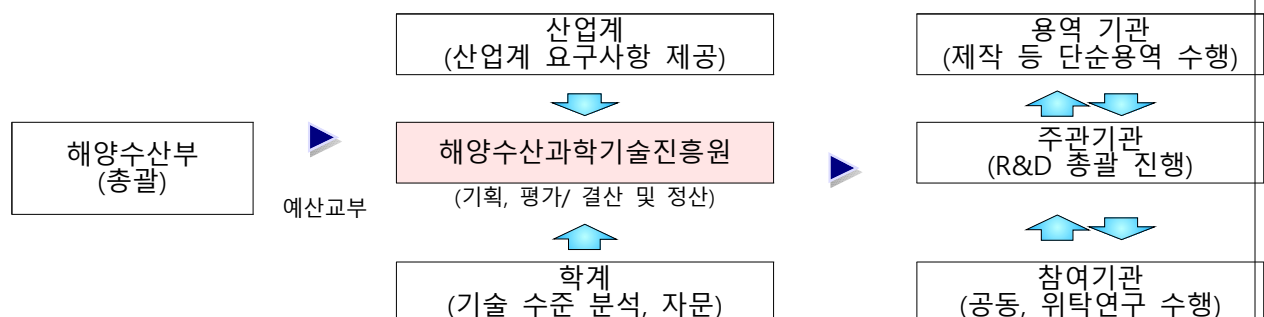 산업계
(산업계 요구사항 제공)
용역 기관
(제작 등 단순용역 수행)
해양수산부
(총괄)
예산교부
해양수산과학기술진흥원
(기획, 평가/ 결산 및 정산)
주관기관
(R&D 총괄 진행)
학계
(기술 수준 분석, 자문)
참여기관
(공동, 위탁연구 수행)